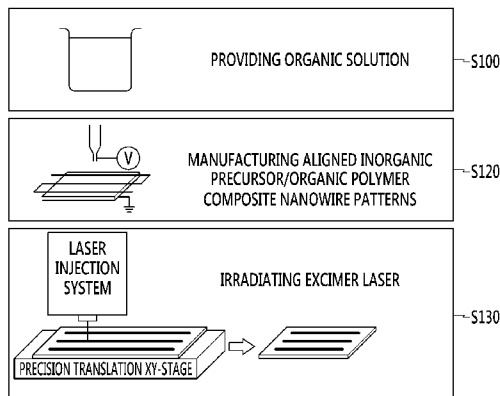 PROVIDING ORGANIC SOLUTION
S100
V
MANUFACTURING ALIGNED INORGANIC
PRECURSOR/ORGANIC POLYMER
COMPOSITE NANOWIRE PATTERNS
S120
LASER
INJECTION
SYSTEM
IRRADIATING EXCIMER LASER
S130
PRECISION TRANSLATION XY-STAGE